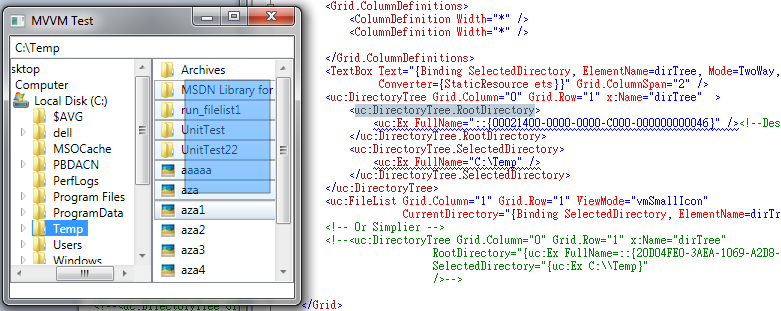 MVVM Test
C:\Temp
sktop
Computer
Local Disk (C:)
$AVG
dell
MSOCache
PBDACN
PerfLogs
Program Files
ProgramData
Temp
Users
Windows
Archives
MSDN Library for
run_filelist1
UnitTest
UnitTest22
aaaaa
aza
aza1
aza2
aza3
aza4
<Grid.ColumnDefinitions>
<ColumnDefinition Width="*" />
<ColumnDefinition Width="*" />
</Grid.ColumnDefinitions>
<TextBox Text="{Binding SelectedDirectory, ElementName=dirTree, Mode=TwoWay,
Converter={StaticResource ets}}" Grid.ColumnSpan="2" />
<uc:DirectoryTree Grid.Column="0" Grid.Row="1" x:Name="dirTree" >
<uc:DirectoryTree.RootDirectory>
<uc:Ex FullName="::{00021400-0000-0000-C000-000000000046}" /><!--Des
</uc:DirectoryTree.RootDirectory>
<uc:DirectoryTree.SelectedDirectory>
<uc:Ex FullName="C:\Temp" />
</uc:DirectoryTree.SelectedDirectory>
</uc:DirectoryTree>
<uc:FileList Grid.Column="1" Grid.Row="1" ViewMode="vmSmallIcon"
CurrentDirectory="{Binding SelectedDirectory, ElementName=dirTr
<!-- Or Simplier -->
<!--<uc:DirectoryTree Grid.Column="0" Grid.Row="1" x:Name="dirTree"
RootDirectory="{uc:Ex FullName=::{20D04FE0-3AEA-1069-A2D8-
SelectedDirectory="{uc:Ex C:\\Temp}"
/>-->
</Grid>